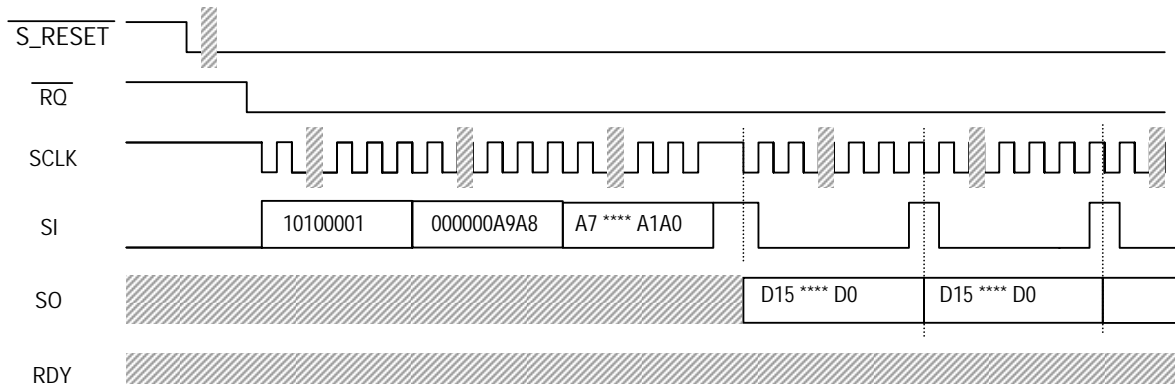 S_RESET
RQ
SCLK
SI
10100001
000000A9A8
A7 **** A1A0
SO
D15 **** D0
D15 **** D0
RDY